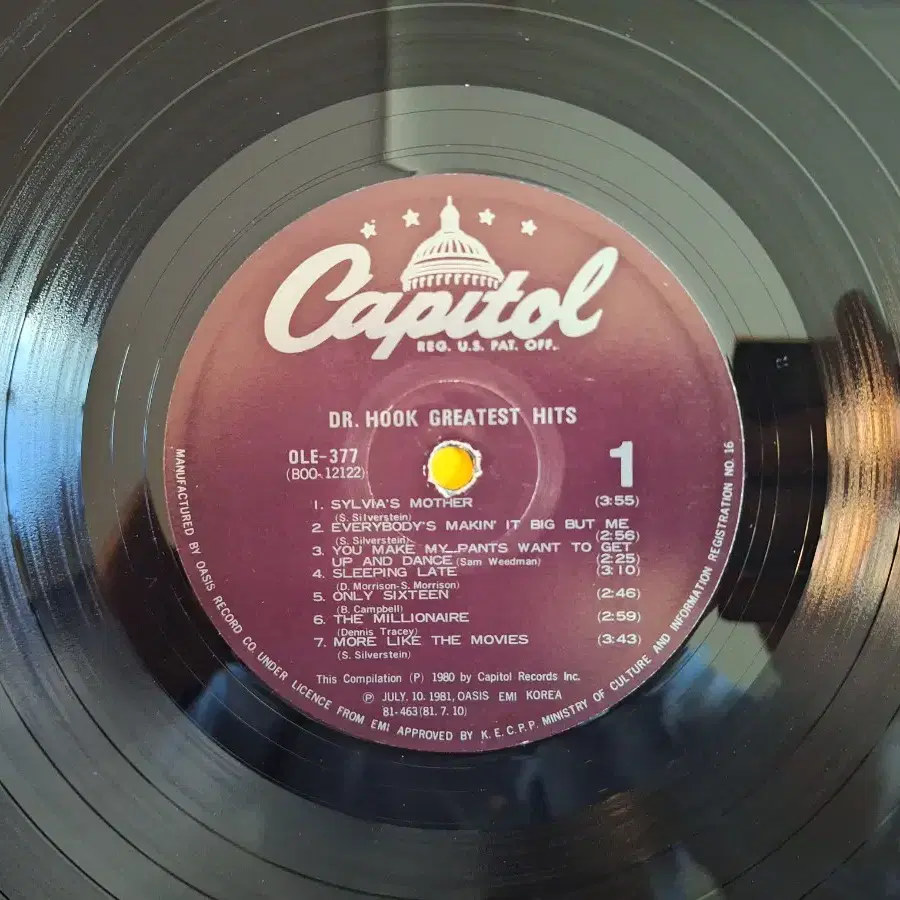 Capitol
REG. U.S. PAT. OFF.
DR. HOOK GREATEST HITS
OLE-377
(BOO-12122)
1
1. SYLVIA'S MOTHER (3:55)
(S. Silverstein)
2. EVERYBODY'S MAKIN' IT BIG BUT ME
(S. Silverstein) (2:56)
3. YOU MAKE MY PANTS WANT TO GET
UP AND DANCE (Sam Weedman) (2:25)
4. SLEEPING LATE (3:10)
(D. Morrison-S. Morrison)
5. ONLY SIXTEEN (2:46)
(B. Campbell)
6. THE MILLIONAIRE (2:59)
(Dennis Tracey)
7. MORE LIKE THE MOVIES (3:43)
(S. Silverstein)
This Compilation (P) 1980 by Capitol Records Inc.
Ⓟ JULY. 10. 1981, OASIS EMI KOREA
81-463 (81. 7. 10)
MANUFACTURED BY OASIS RECORD CO. UNDER LICENCE FROM EMI APPROVED BY K. E. C. P. P. MINISTRY OF CULTURE AND INFORMATION REGISTRATION NO. 16